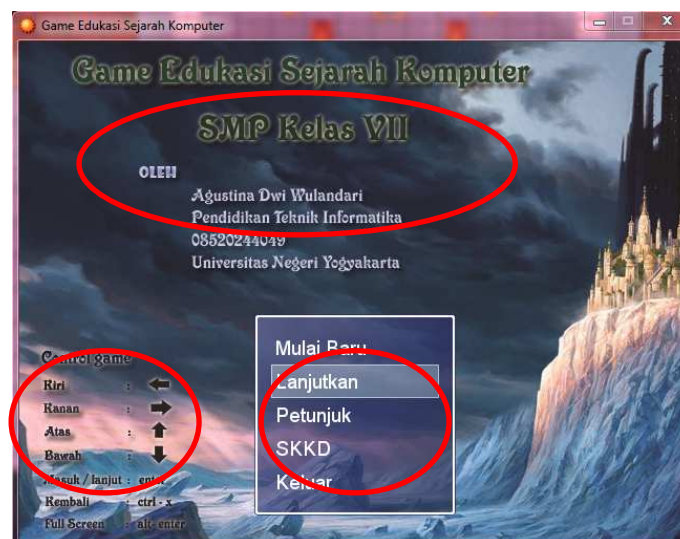 Game Edukasi Sejarah Komputer
Game Edukasi Sejarah Komputer
SMP Kelas VII
OLEH
Agustina Dwi Wulandari
Pendidikan Teknik Informatika
08520244049
Universitas Negeri Yogyakarta
Control game
Kiri : ←
Kanan : →
Atas : ↑
Bawah : ↓
Masuk / lanjut : enter
Kembali : ctrl - x
Full Screen : alt-enter
Mulai Baru
Lanjutkan
Petunjuk
SKKD
Keluar